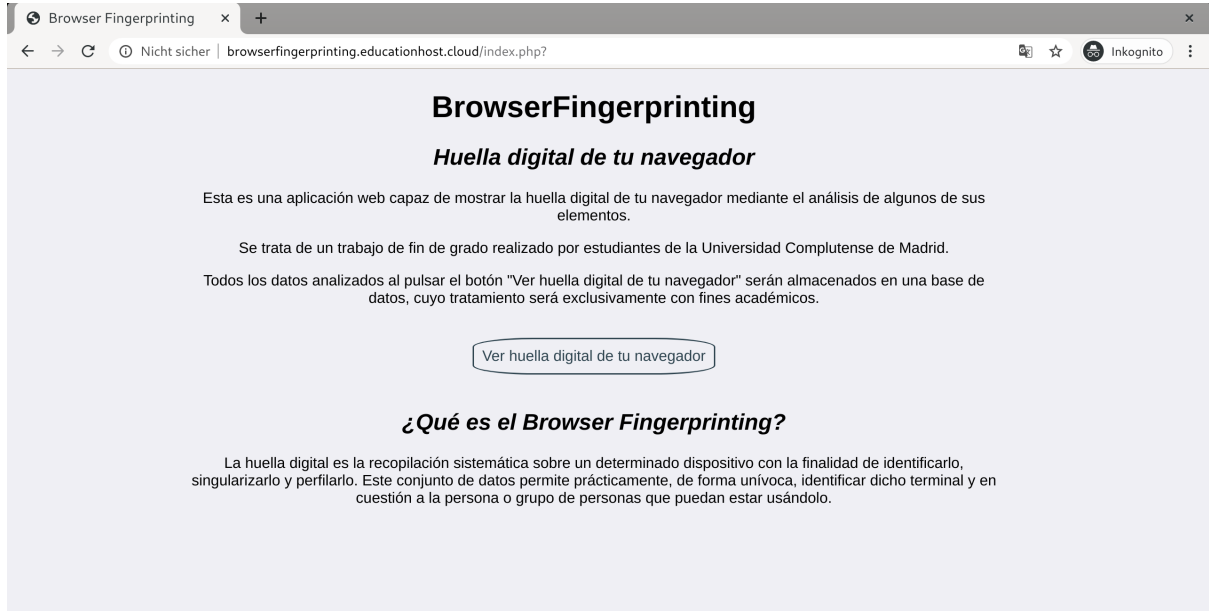 Browser Fingerprinting
Nicht sicher
browserfingerprinting.educationhost.cloud/index.php?
Inkognito
BrowserFingerprinting
Huella digital de tu navegador
Esta es una aplicación web capaz de mostrar la huella digital de tu navegador mediante el análisis de algunos de sus
elementos.
Se trata de un trabajo de fin de grado realizado por estudiantes de la Universidad Complutense de Madrid.
Todos los datos analizados al pulsar el botón "Ver huella digital de tu navegador" serán almacenados en una base de
datos, cuyo tratamiento será exclusivamente con fines académicos.
Ver huella digital de tu navegador
¿Qué es el Browser Fingerprinting?
La huella digital es la recopilación sistemática sobre un determinado dispositivo con la finalidad de identificarlo,
singularizarlo y perfilarlo. Este conjunto de datos permite prácticamente, de forma unívoca, identificar dicho terminal y en
cuestión a la persona o grupo de personas que puedan estar usándolo.